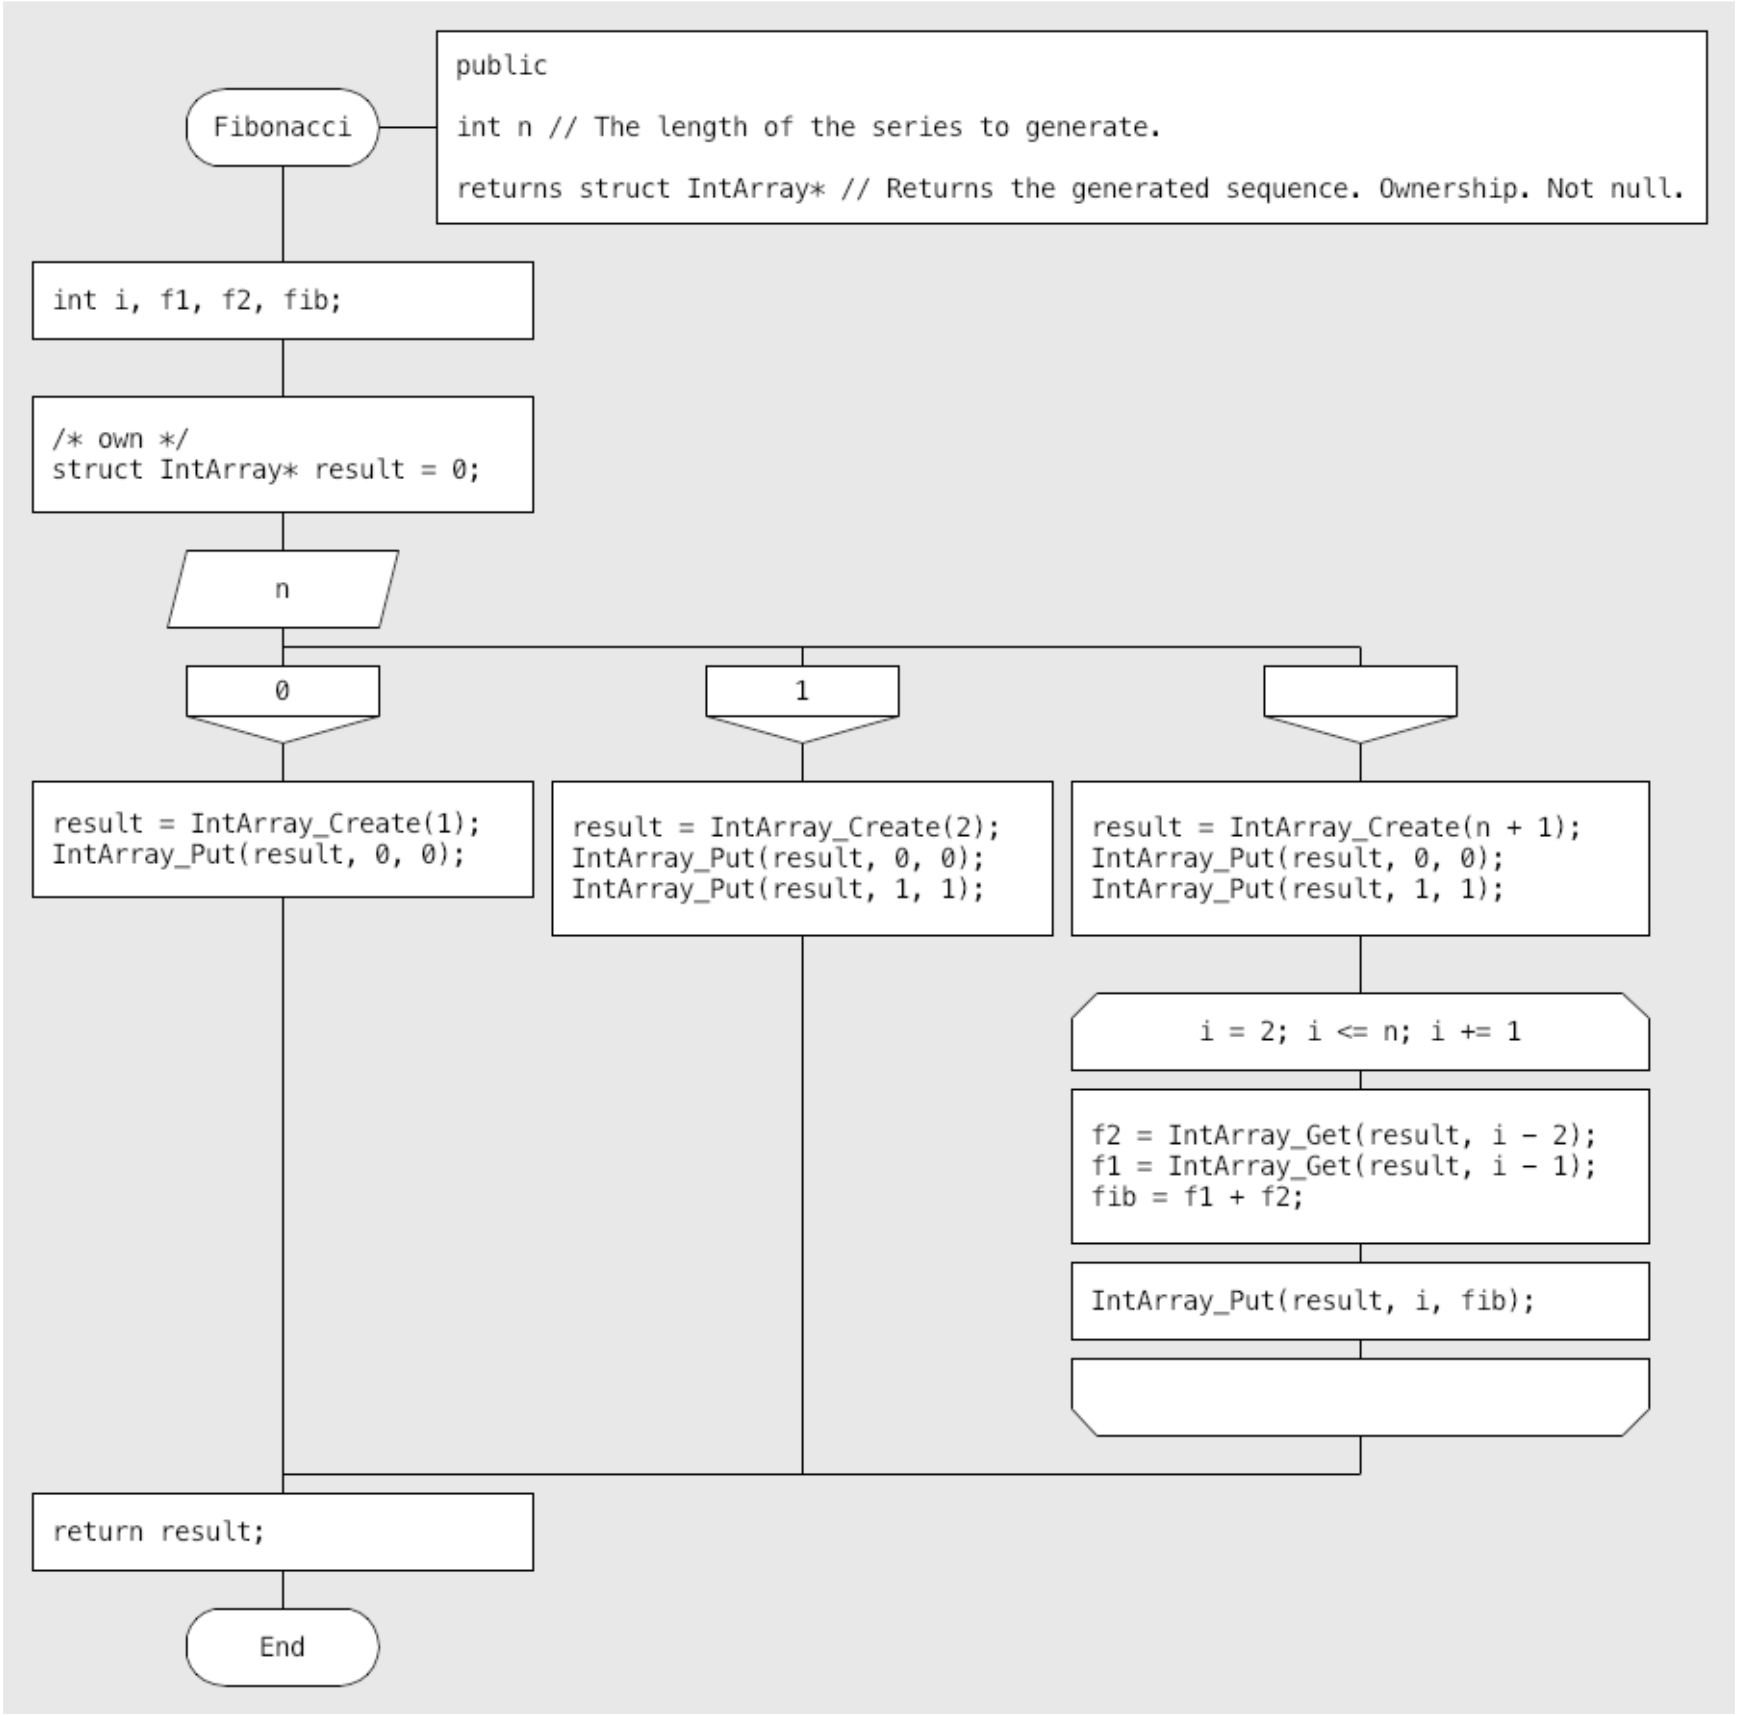 Fibonacci
public
int n // The length of the series to generate.
returns struct IntArray* // Returns the generated sequence. Ownership. Not null.
int i, f1, f2, fib;
/* own */
struct IntArray* result = 0;
n
0
result = IntArray_Create(1);
IntArray_Put(result, 0, 0);
1
result = IntArray_Create(2);
IntArray_Put(result, 0, 0);
IntArray_Put(result, 1, 1);
result = IntArray_Create(n + 1);
IntArray_Put(result, 0, 0);
IntArray_Put(result, 1, 1);
i = 2; i <= n; i += 1
f2 = IntArray_Get(result, i − 2);
f1 = IntArray_Get(result, i − 1);
fib = f1 + f2;
IntArray_Put(result, i, fib);
return result;
End